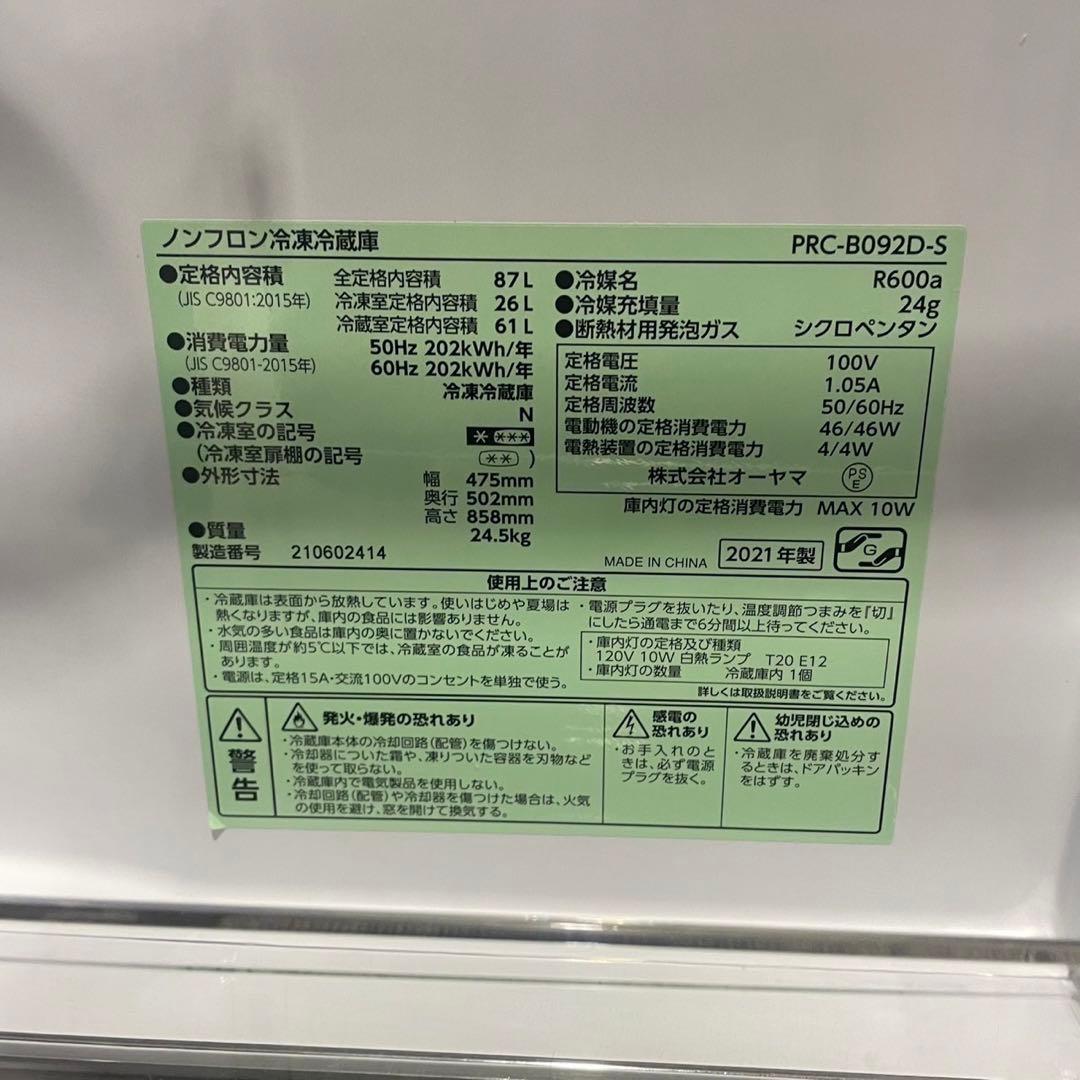 ノンフロン冷凍冷蔵庫 PRC-B092D-S
●定格内容積 全定格内容積 87L
(JIS C9801:2015年) 冷凍室定格内容積 26L
冷蔵室定格内容積 61L
●消費電力量 50Hz 202kWh/年
(JIS C9801-2015年) 60Hz 202kWh/年
●種類 冷凍冷蔵庫
●気候クラス N
●冷凍室の記号 * ***
(冷凍室扉棚の記号 ** )
●外形寸法 幅 475mm
奥行 502mm
高さ 858mm
●質量 24.5kg
製造番号 210602414
●冷媒名 R600a
●冷媒充填量 24g
●断熱材用発泡ガス シクロペンタン
定格電圧 100V
定格電流 1.05A
定格周波数 50/60Hz
電動機の定格消費電力 46/46W
電熱装置の定格消費電力 4/4W
株式会社オーヤマ PSE
庫内灯の定格消費電力 MAX 10W
MADE IN CHINA 2021年製 G
使用上のご注意
・冷蔵庫は表面から放熱しています。使いはじめや夏場は
熱くなりますが、庫内の食品には影響ありません。
・水気の多い食品は庫内の奥に置かないでください。
・周囲温度が約5℃以下では、冷蔵室の食品が凍ることが
あります。
・電源は、定格15A・交流100Vのコンセントを単独で使う。
・電源プラグを抜いたり、温度調節つまみを『切』
にしたら通電まで6分間以上待ってください。
・庫内灯の定格及び種類
120V 10W 白熱ランプ T20 E12
・庫内灯の数量 冷蔵庫内 1個
詳しくは取扱説明書をご覧ください。
警告
発火・爆発の恐れあり
・冷蔵庫本体の冷却回路(配管)を傷つけない。
・冷却器についた霜や、凍りついた容器を刃物など
を使って取らない。
・冷蔵庫内で電気製品を使用しない。
・冷却回路(配管)や冷却器を傷つけた場合は、火気
の使用を避け、窓を開けて換気する。
感電の
恐れあり
・お手入れのと
きは、必ず電源
プラグを抜く。
幼児閉じ込めの
恐れあり
・冷蔵庫を廃棄処分す
るときは、ドアパッキン
をはずす。